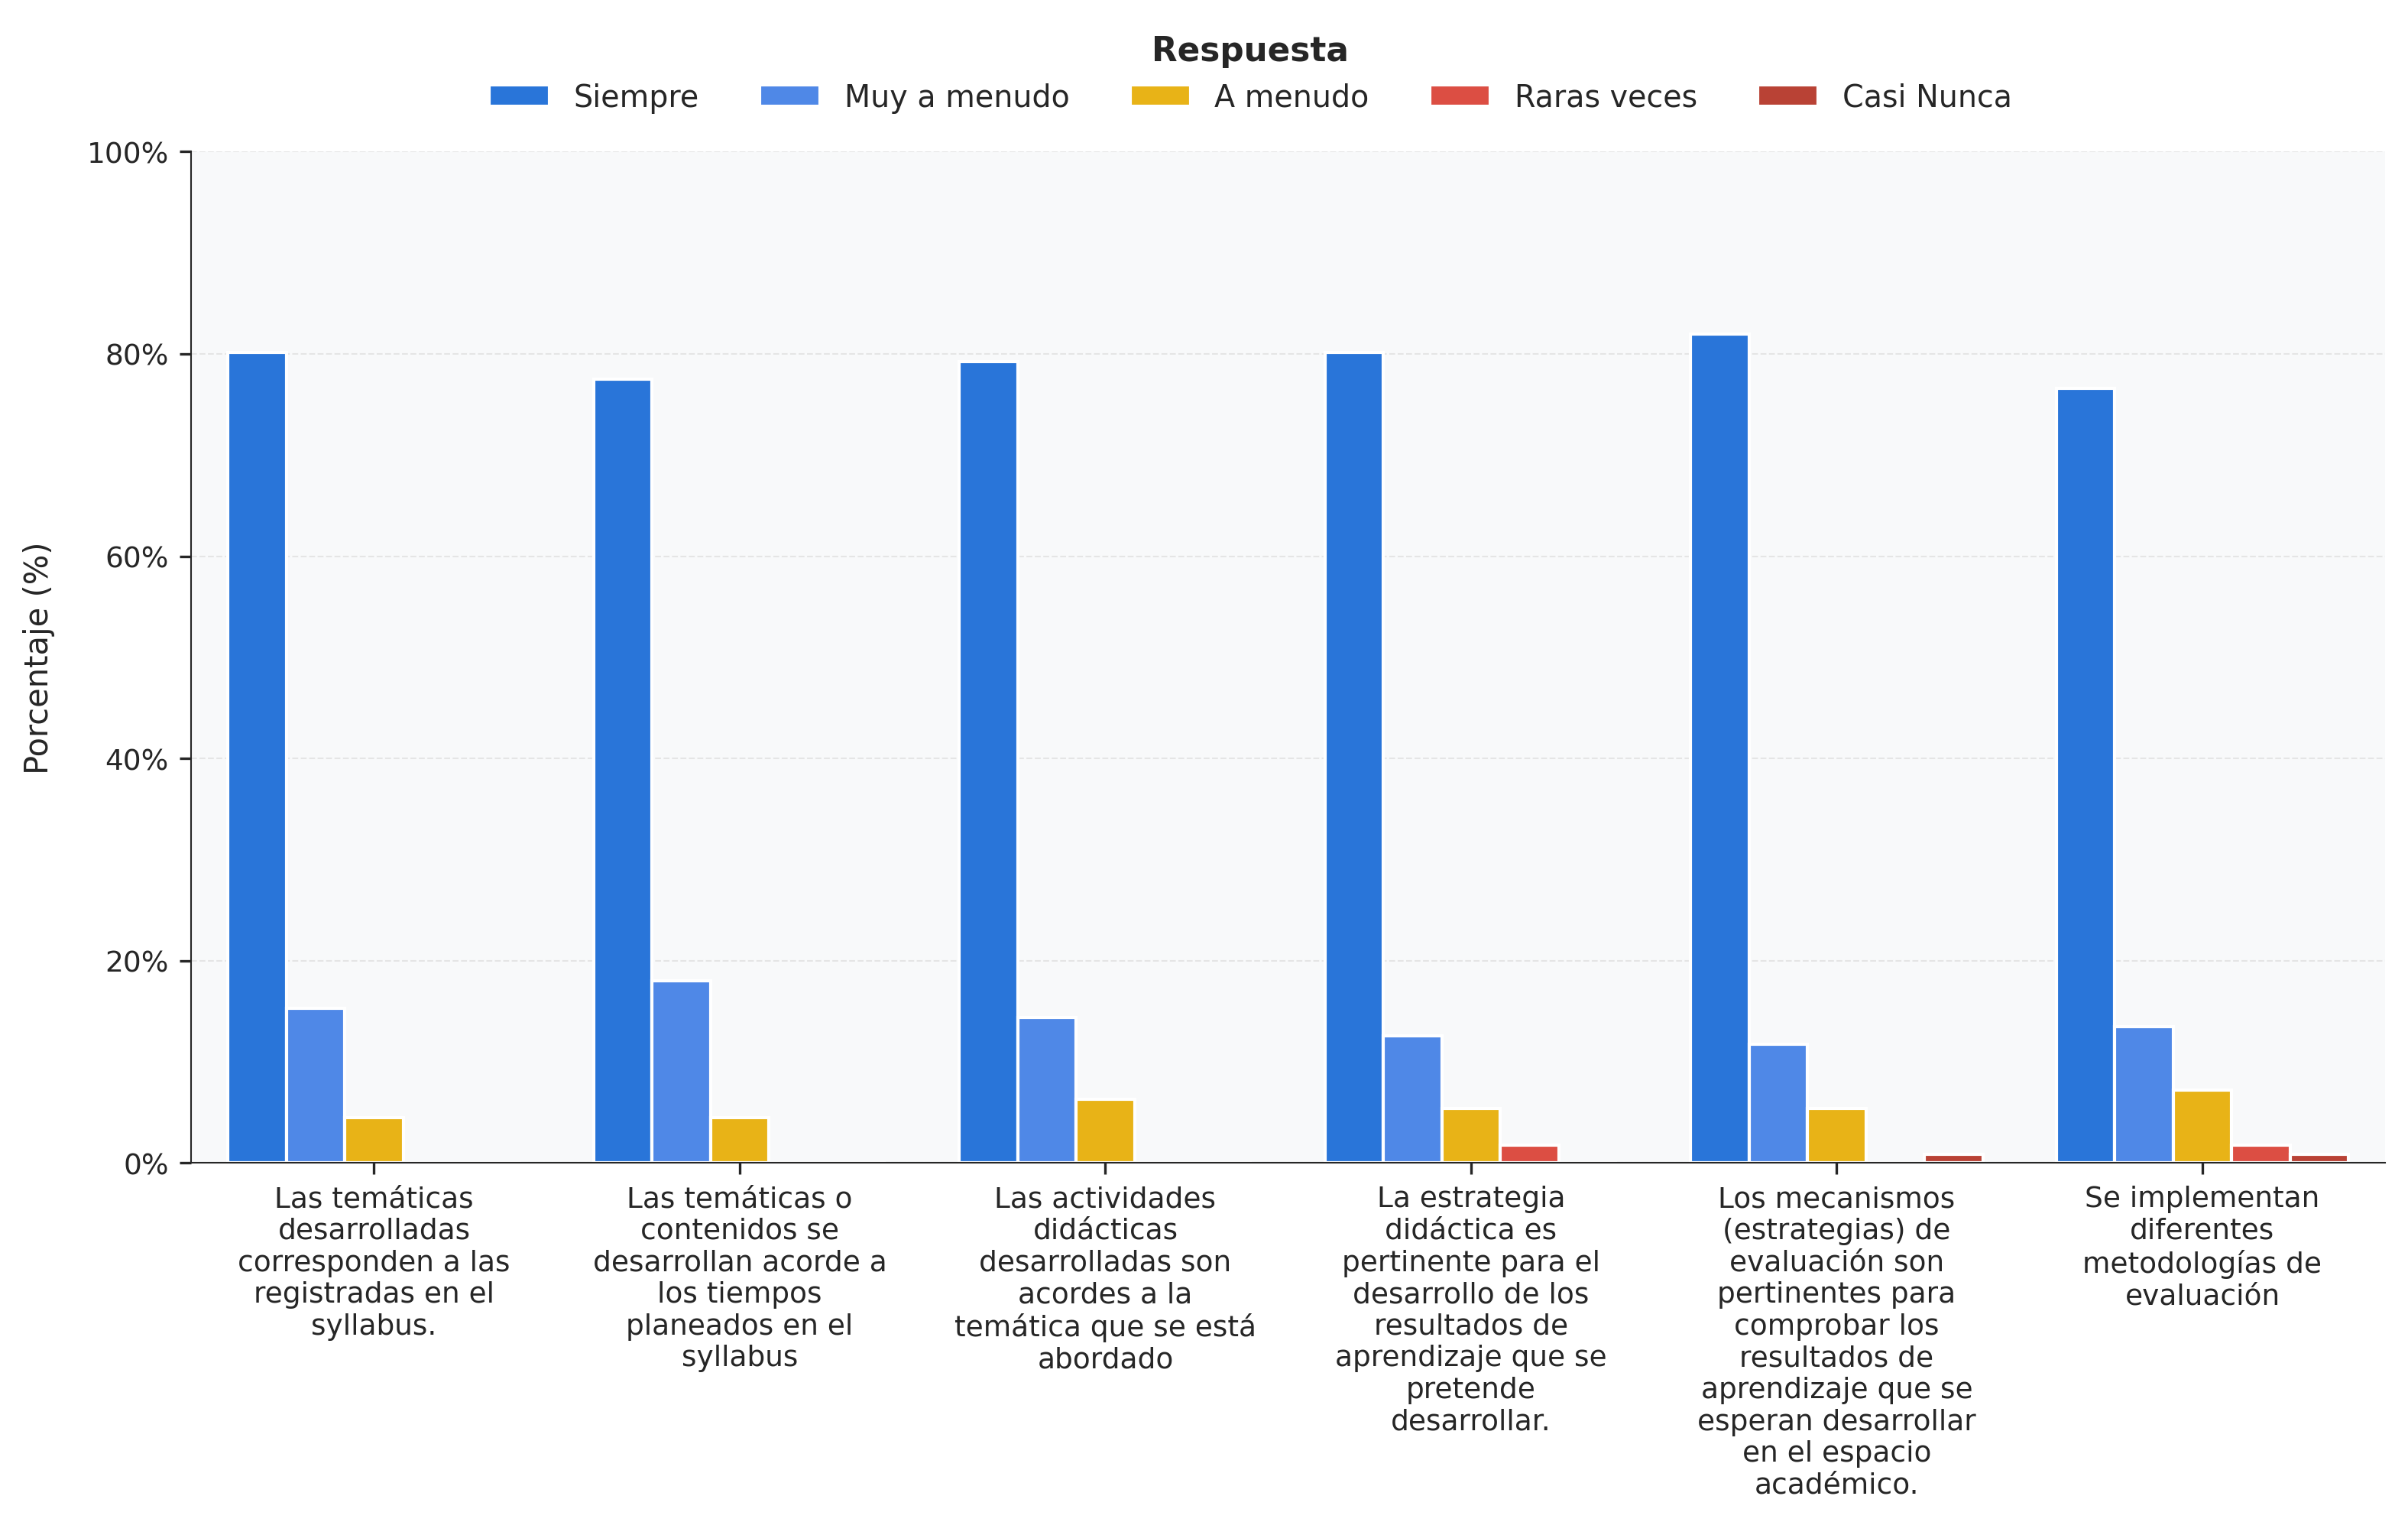 Respuesta
Siempre Muy a menudo A menudo Raras veces Casi Nunca
Porcentaje (%)
100%
80%
60%
40%
20%
0%
Las temáticas
desarrolladas
corresponden a las
registradas en el
syllabus.
Las temáticas o
contenidos se
desarrollan acorde a
los tiempos
planeados en el
syllabus
Las actividades
didácticas
desarrolladas son
acordes a la
temática que se está
abordado
La estrategia
didáctica es
pertinente para el
desarrollo de los
resultados de
aprendizaje que se
pretende
desarrollar.
Los mecanismos
(estrategias) de
evaluación son
pertinentes para
comprobar los
resultados de
aprendizaje que se
esperan desarrollar
en el espacio
académico.
Se implementan
diferentes
metodologías de
evaluación